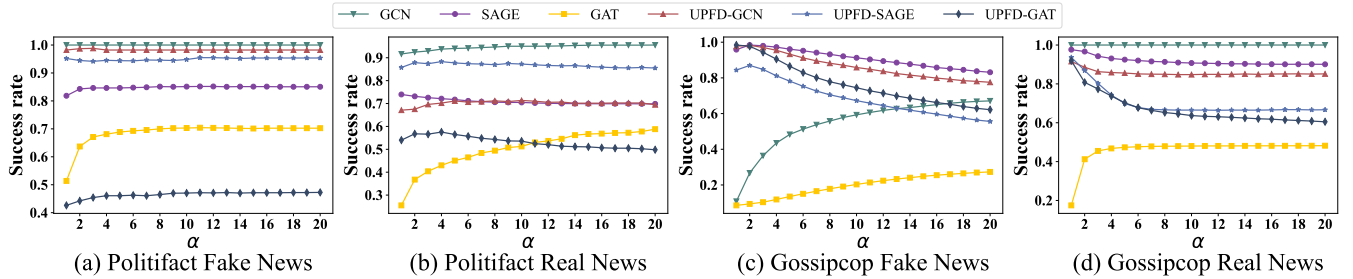 GCN SAGE GAT UPFD-GCN UPFD-SAGE UPFD-GAT
Success rate
1.0
0.9
0.8
0.7
0.6
0.5
0.4
2 4 6 8 10 12 14 16 18 20
α
(a) Politifact Fake News
Success rate
0.9
0.8
0.7
0.6
0.5
0.4
0.3
2 4 6 8 10 12 14 16 18 20
α
(b) Politifact Real News
Success rate
1.0
0.8
0.6
0.4
0.2
2 4 6 8 10 12 14 16 18 20
α
(c) Gossipcop Fake News
Success rate
1.0
0.8
0.6
0.4
0.2
2 4 6 8 10 12 14 16 18 20
α
(d) Gossipcop Real News